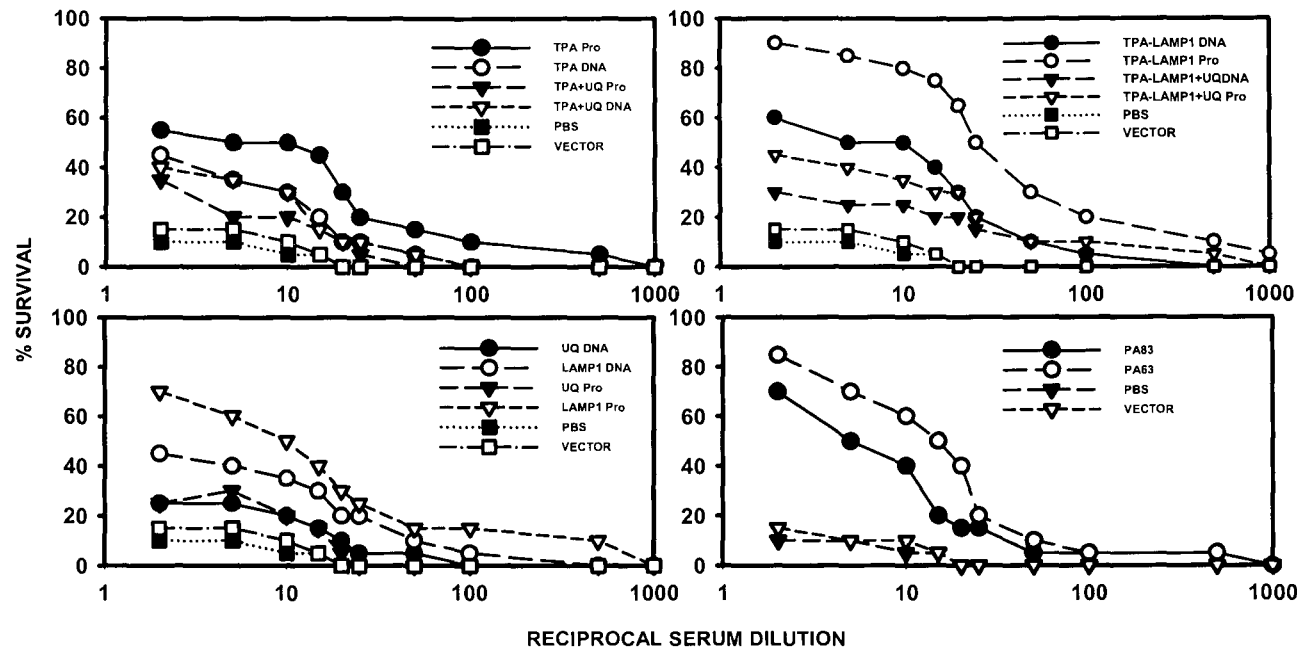 % SURVIVAL
100
80
60
40
20
0
1 10 100 1000
TPA Pro
TPA DNA
TPA+UQ Pro
TPA+UQ DNA
PBS
VECTOR
100
80
60
40
20
0
1 10 100 1000
TPA-LAMP1 DNA
TPA-LAMP1 Pro
TPA-LAMP1+UQDNA
TPA-LAMP1+UQ Pro
PBS
VECTOR
100
80
60
40
20
0
1 10 100 1000
UQ DNA
LAMP1 DNA
UQ Pro
LAMP1 Pro
PBS
VECTOR
100
80
60
40
20
0
1 10 100 1000
PA83
PA63
PBS
VECTOR
RECIPROCAL SERUM DILUTION